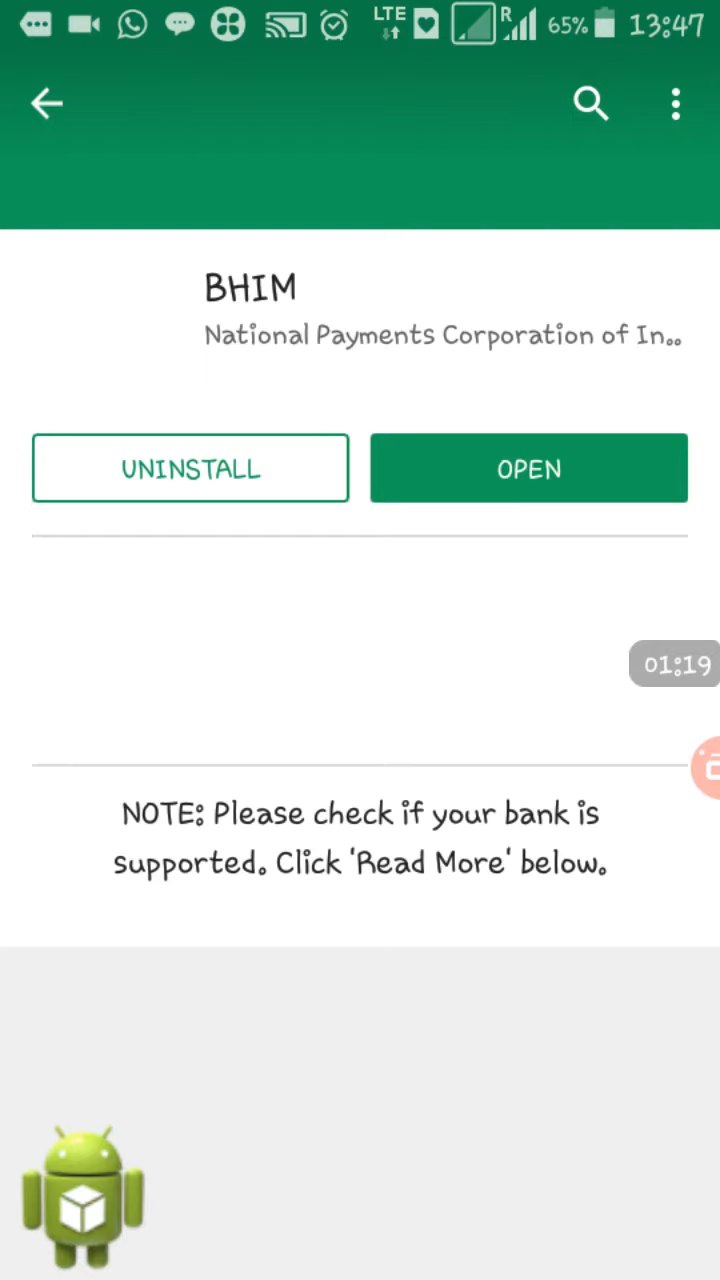 LTE R 65% 13:47
BHIM
National Payments Corporation of In..
UNINSTALL OPEN
01:19
NOTE: Please check if your bank is
supported. Click 'Read More' below.